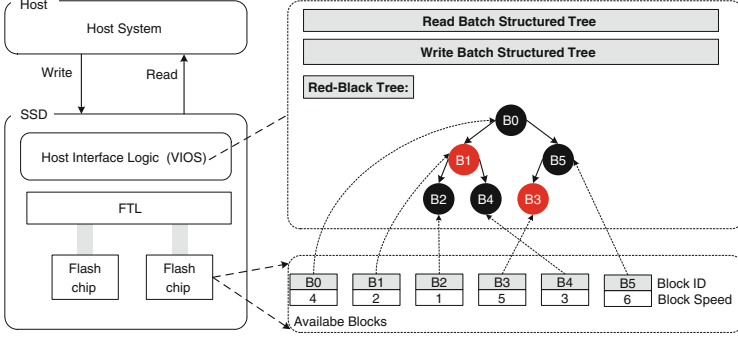 Host
Host System
Write
Read
SSD
Host Interface Logic (VIOS)
FTL
Flash
chip
Flash
chip
Read Batch Structured Tree
Write Batch Structured Tree
Red-Black Tree:
B0
B1
B5
B2
B4
B3
B0 B1 B2 B3 B4 B5 Block ID
4 2 1 5 3 6 Block Speed
Availabe Blocks